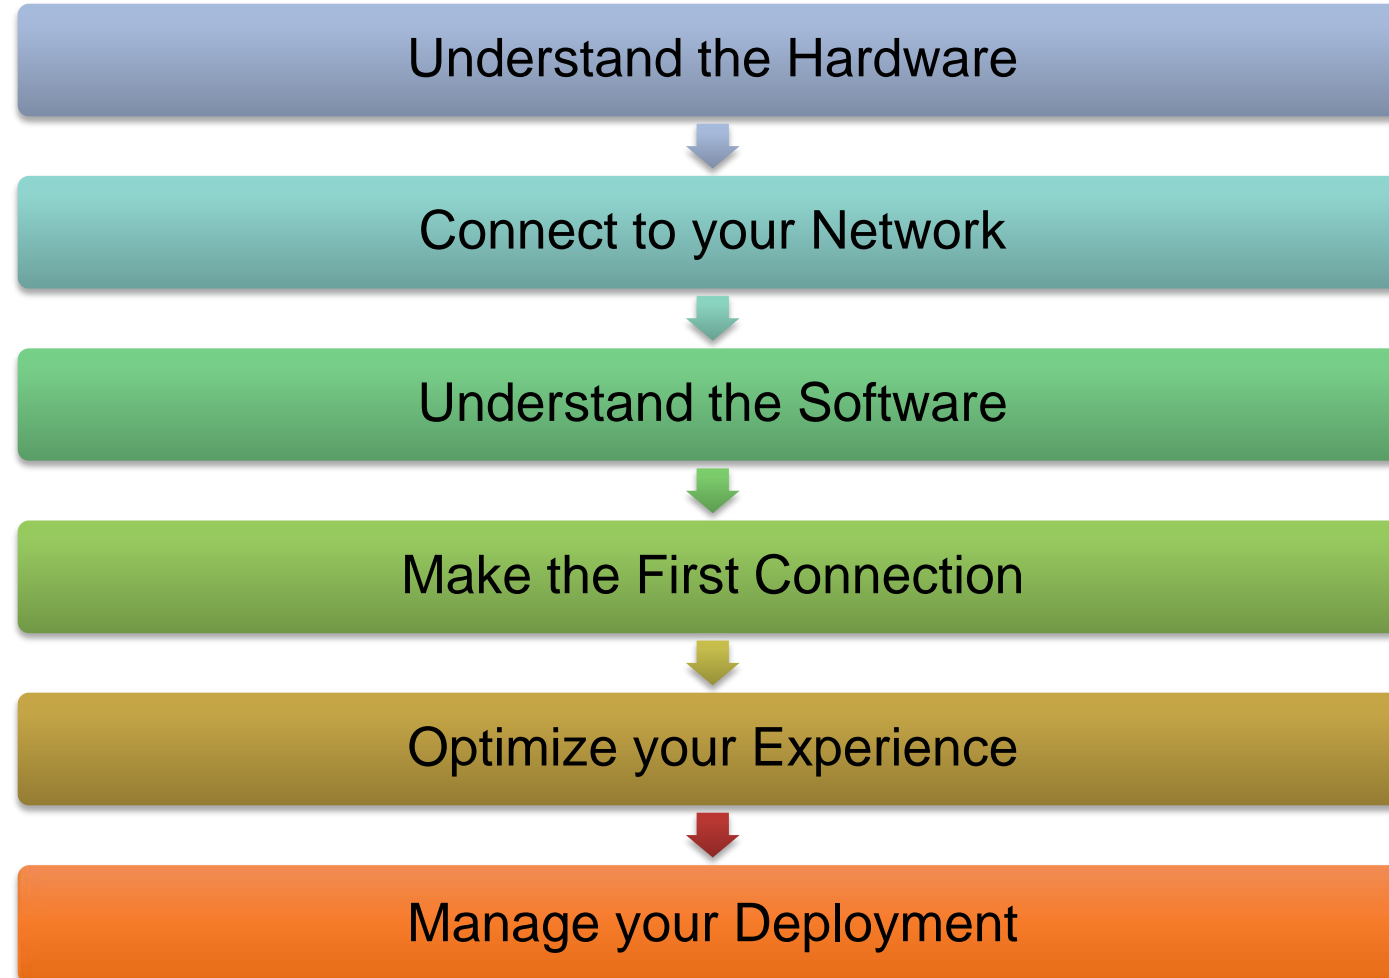 Understand the Hardware
Connect to your Network
Understand the Software
Make the First Connection
Optimize your Experience
Manage your Deployment